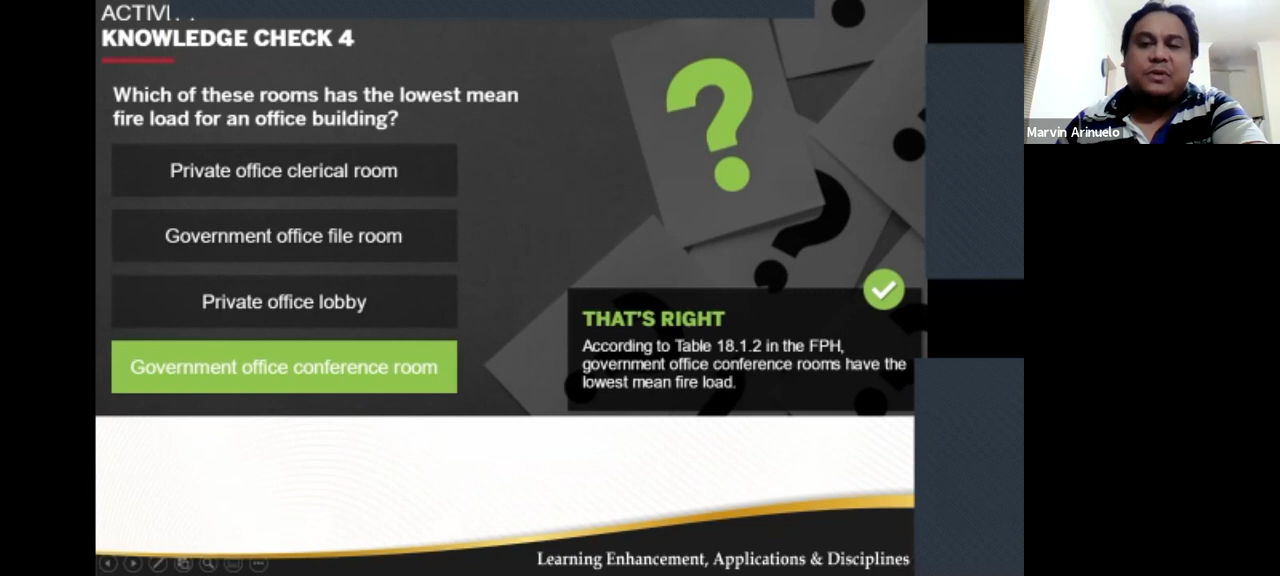 ACTIVI
KNOWLEDGE CHECK 4
Which of these rooms has the lowest mean
fire load for an office building?
Private office clerical room
Government office file room
Private office lobby
Government office conference room
THAT'S RIGHT
According to Table 18.1.2 in the FPH,
government office conference rooms have the
lowest mean fire load.
Learning Enhancement, Applications & Disciplines
Marvin Arinuelo